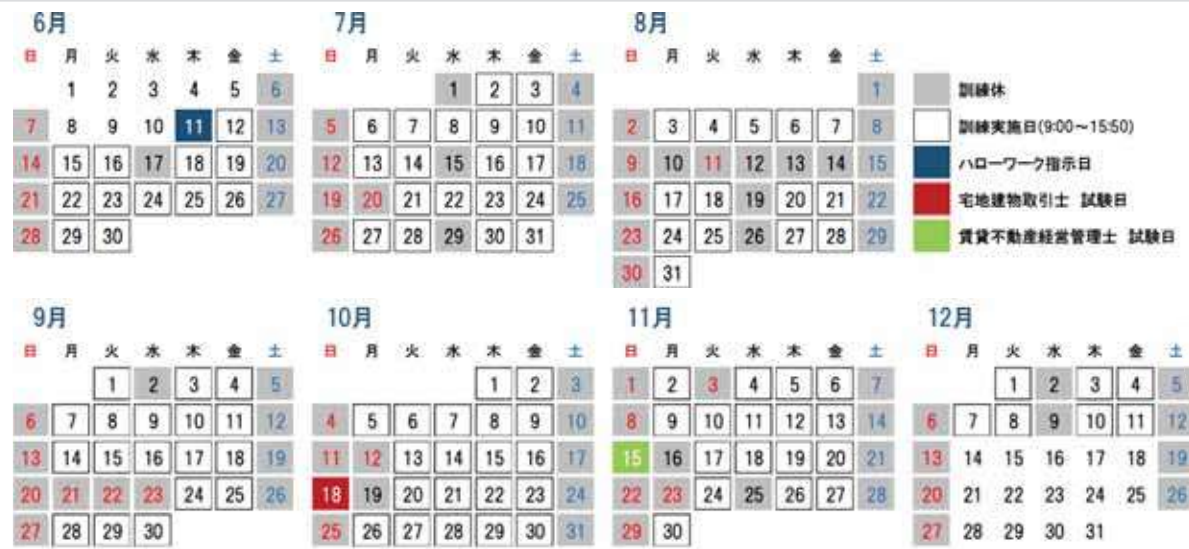 6月
日 月 火 水 木 金 土
1 2 3 4 5 6
7 8 9 10 11 12 13
14 15 16 17 18 19 20
21 22 23 24 25 26 27
28 29 30
7月
日 月 火 水 木 金 土
1 2 3 4
5 6 7 8 9 10 11
12 13 14 15 16 17 18
19 20 21 22 23 24 25
26 27 28 29 30 31
8月
日 月 火 水 木 金 土
1
2 3 4 5 6 7 8
9 10 11 12 13 14 15
16 17 18 19 20 21 22
23 24 25 26 27 28 29
30 31
訓練休
訓練実施日(9:00～15:50)
ハローワーク指示日
宅地建物取引士 試験日
賃貸不動産経営管理士 試験日
9月
日 月 火 水 木 金 土
1 2 3 4 5
6 7 8 9 10 11 12
13 14 15 16 17 18 19
20 21 22 23 24 25 26
27 28 29 30
10月
日 月 火 水 木 金 土
1 2 3
4 5 6 7 8 9 10
11 12 13 14 15 16 17
18 19 20 21 22 23 24
25 26 27 28 29 30 31
11月
日 月 火 水 木 金 土
1 2 3 4 5 6 7
8 9 10 11 12 13 14
15 16 17 18 19 20 21
22 23 24 25 26 27 28
29 30
12月
日 月 火 水 木 金 土
1 2 3 4 5
6 7 8 9 10 11 12
13 14 15 16 17 18 19
20 21 22 23 24 25 26
27 28 29 30 31